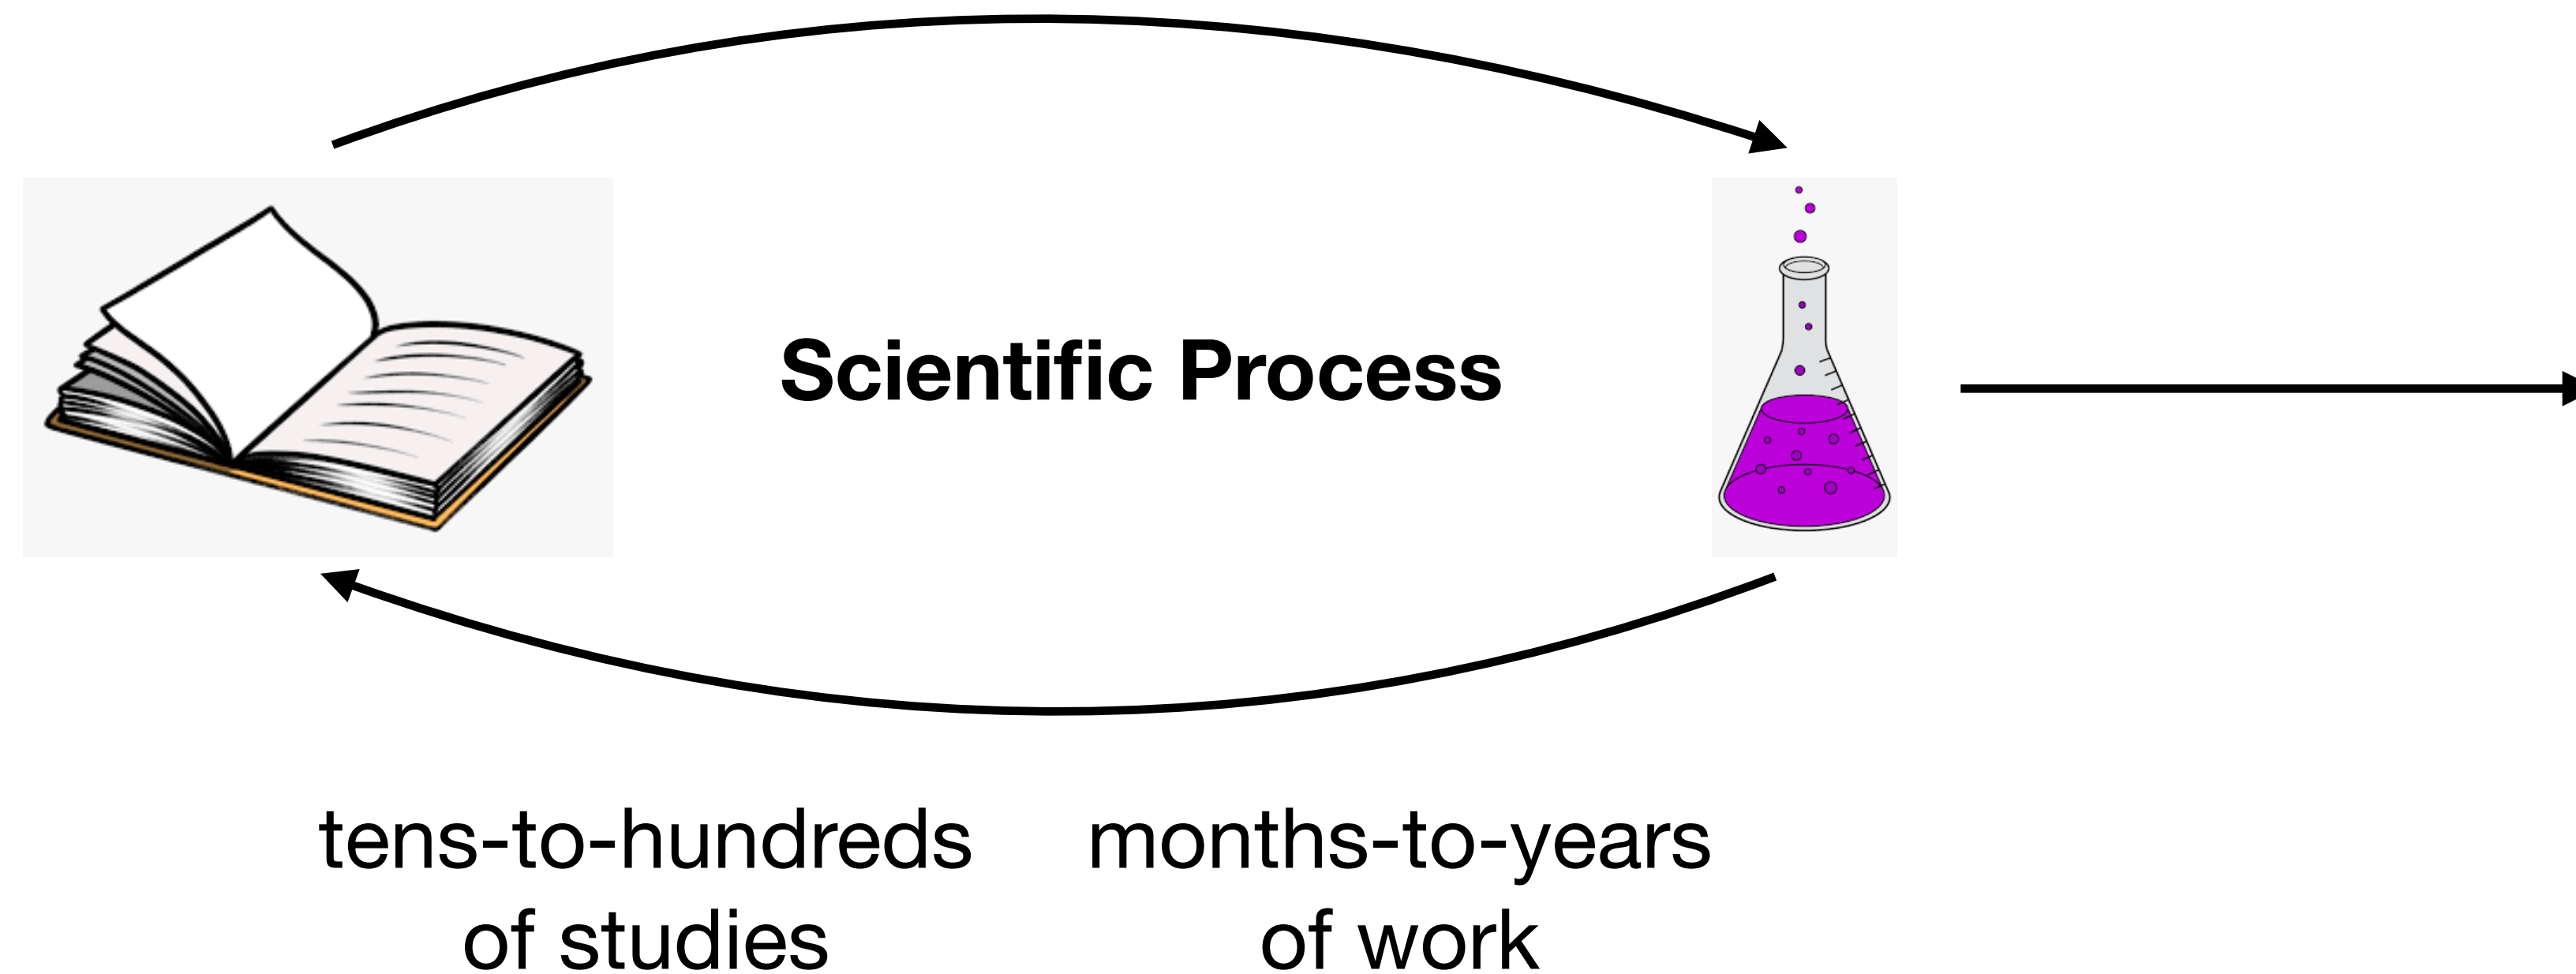 Scientific Process
tens-to-hundreds
of studies
months-to-years
of work